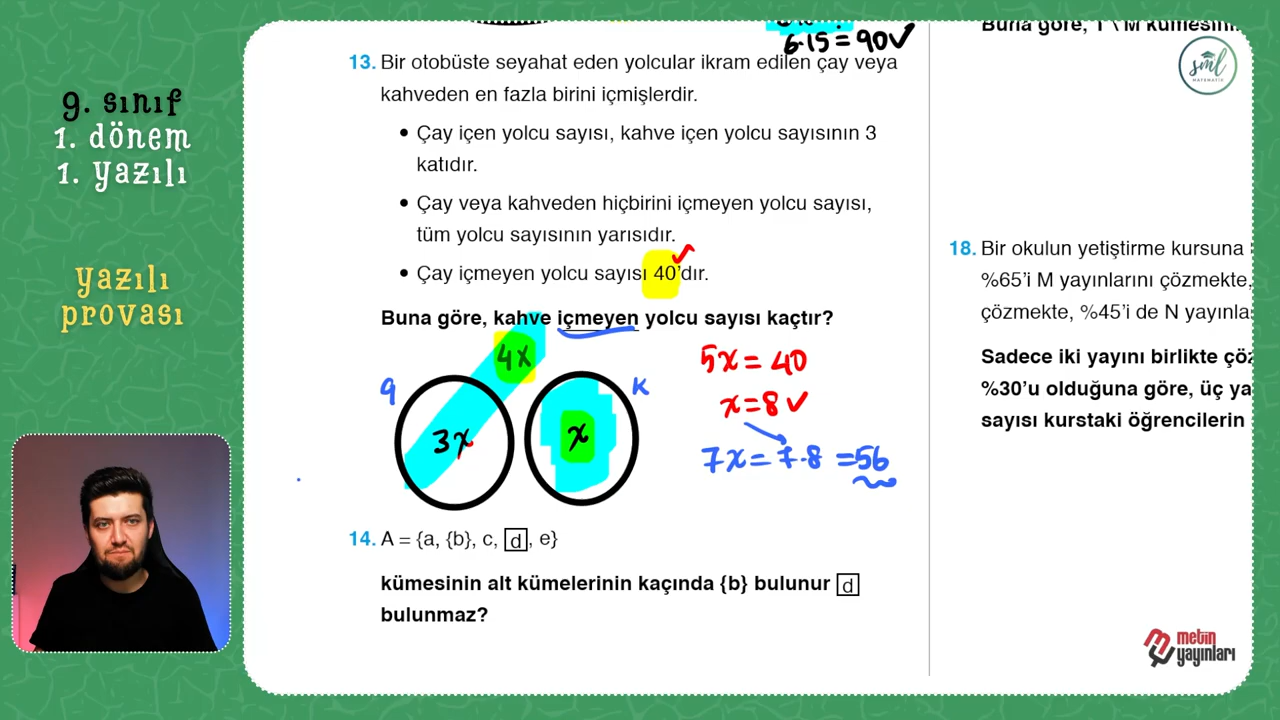 9. sınıf
1. dönem
1. yazılı
yazılı
provası
6·15 = 90✓
13. Bir otobüste seyahat eden yolcular ikram edilen çay veya
kahveden en fazla birini içmişlerdir.
• Çay içen yolcu sayısı, kahve içen yolcu sayısının 3
katıdır.
• Çay veya kahveden hiçbirini içmeyen yolcu sayısı,
tüm yolcu sayısının yarısıdır.
• Çay içmeyen yolcu sayısı 40'dır.
Buna göre, kahve içmeyen yolcu sayısı kaçtır?
4x
Ç
K
3x
x
5x = 40
x = 8 ✓
7x = 7·8 = 56
14. A = {a, {b}, c, d, e}
kümesinin alt kümelerinin kaçında {b} bulunur d
bulunmaz?
Buna göre, T \ M kümesinin
sml
MATEMATİK
18. Bir okulun yetiştirme kursuna
%65'i M yayınlarını çözmekte,
çözmekte, %45'i de N yayınla
Sadece iki yayını birlikte çöz
%30'u olduğuna göre, üç ya
sayısı kurstaki öğrencilerin
metin
yayınları